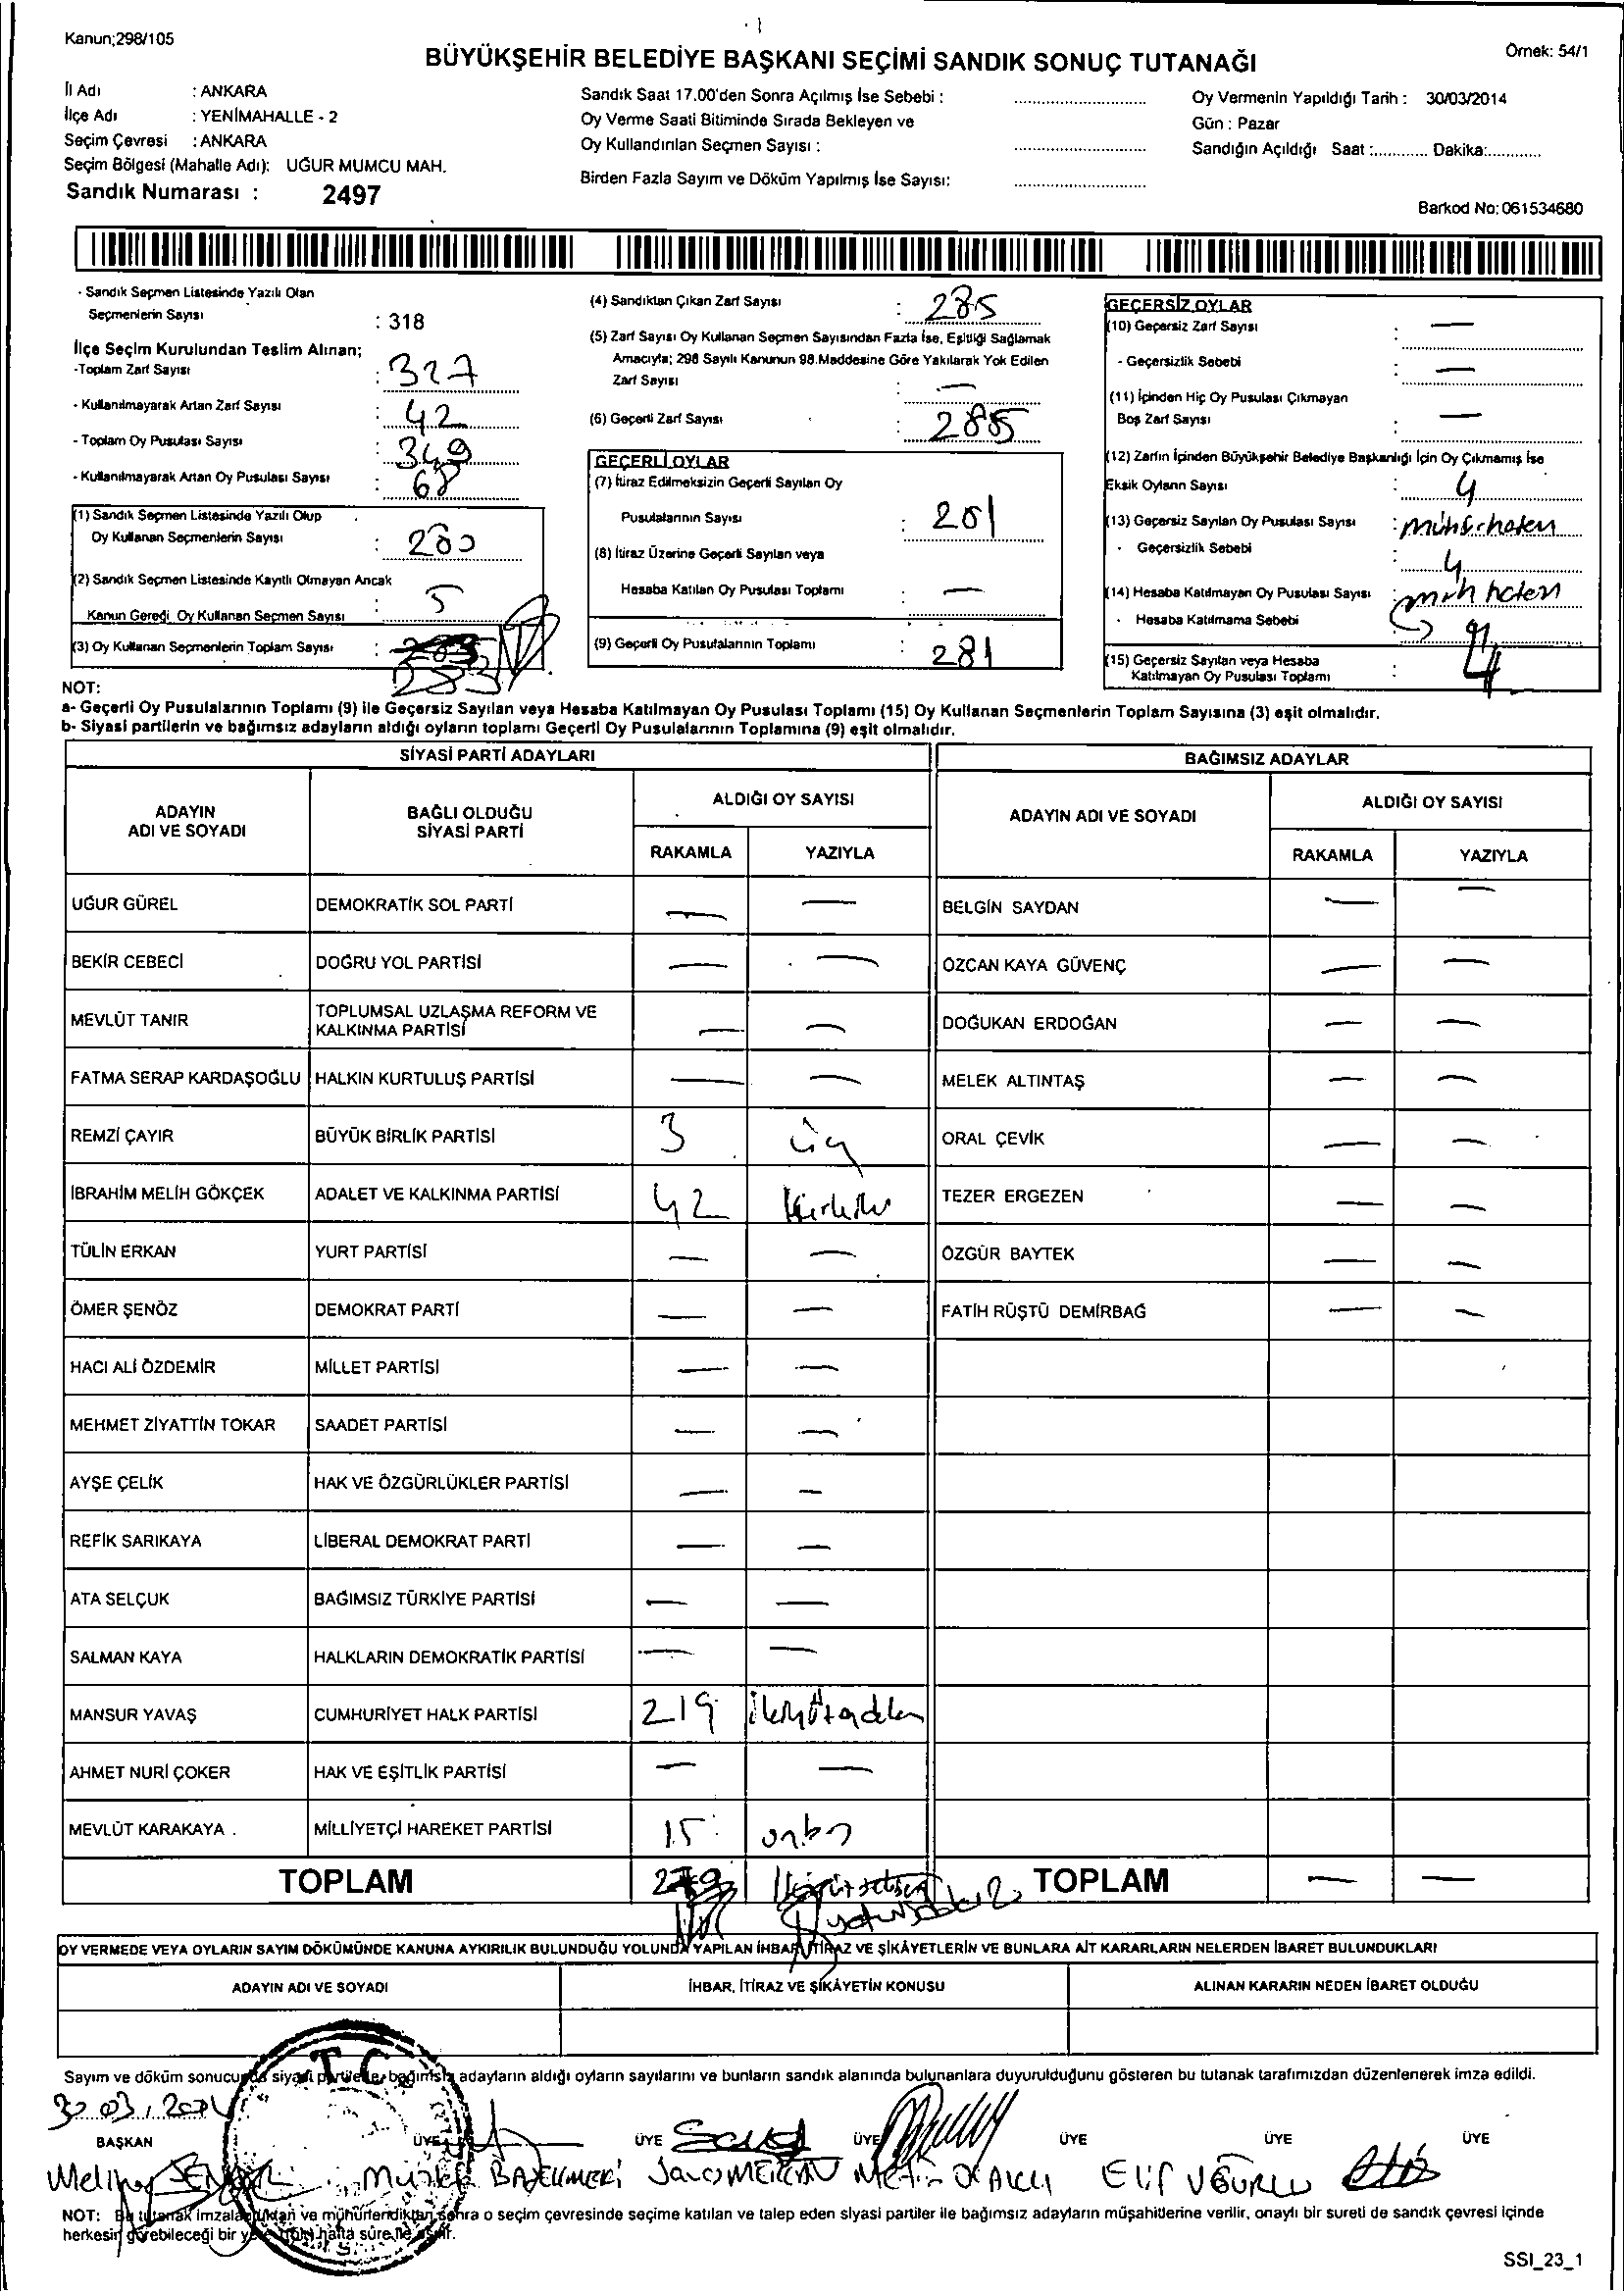 Kanun;298/105
BÜYÜKŞEHİR BELEDİYE BAŞKANI SEÇİMİ SANDIK SONUÇ TUTANAĞI
Örnek: 54/1
İl Adı : ANKARA
İlçe Adı : YENİMAHALLE - 2
Seçim Çevresi : ANKARA
Seçim Bölgesi (Mahalle Adı): UĞUR MUMCU MAH.
Sandık Numarası : 2497
Sandık Saat 17.00'den Sonra Açılmış İse Sebebi :
Oy Verme Saati Bitiminde Sırada Bekleyen ve
Oy Kullandırılan Seçmen Sayısı :
Birden Fazla Sayım ve Döküm Yapılmış İse Sayısı:
Oy Vermenin Yapıldığı Tarih : 30/03/2014
Gün : Pazar
Sandığın Açıldığı Saat :............ Dakika:............
Barkod No: 061534680
- Sandık Seçmen Listesinde Yazılı Olan
Seçmenlerin Sayısı : 318
İlçe Seçim Kurulundan Teslim Alınan;
-Toplam Zarf Sayısı : 327
- Kullanılmayarak Artan Zarf Sayısı : 42
- Toplam Oy Pusulası Sayısı : 349
- Kullanılmayarak Artan Oy Pusulası Sayısı : 68
(1) Sandık Seçmen Listesinde Yazılı Olup
Oy Kullanan Seçmenlerin Sayısı : 280
(2) Sandık Seçmen Listesinde Kayıtlı Olmayan Ancak
Kanun Gereği Oy Kullanan Seçmen Sayısı : 5
(3) Oy Kullanan Seçmenlerin Toplam Sayısı :
(4) Sandıktan Çıkan Zarf Sayısı : 285
(5) Zarf Sayısı Oy Kullanan Seçmen Sayısından Fazla İse, Eşitliği Sağlamak
Amacıyla; 298 Sayılı Kanunun 98.Maddesine Göre Yakılarak Yok Edilen
Zarf Sayısı : —
(6) Geçerli Zarf Sayısı : 285
GEÇERLİ OYLAR
(7) İtiraz Edilmeksizin Geçerli Sayılan Oy
Pusulalarının Sayısı : 281
(8) İtiraz Üzerine Geçerli Sayılan veya
Hesaba Katılan Oy Pusulası Toplamı : —
(9) Geçerli Oy Pusulalarının Toplamı : 281
GEÇERSİZ OYLAR
(10) Geçersiz Zarf Sayısı : —
- Geçersizlik Sebebi : —
(11) İçinden Hiç Oy Pusulası Çıkmayan
Boş Zarf Sayısı : —
(12) Zarfın İçinden Büyükşehir Belediye Başkanlığı İçin Oy Çıkmamış İse
Eksik Oyların Sayısı : 4
(13) Geçersiz Sayılan Oy Pusulası Sayısı :
- Geçersizlik Sebebi : 4
(14) Hesaba Katılmayan Oy Pusulası Sayısı :
- Hesaba Katılmama Sebebi
(15) Geçersiz Sayılan veya Hesaba
Katılmayan Oy Pusulası Toplamı : 4
NOT:
a- Geçerli Oy Pusulalarının Toplamı (9) ile Geçersiz Sayılan veya Hesaba Katılmayan Oy Pusulası Toplamı (15) Oy Kullanan Seçmenlerin Toplam Sayısına (3) eşit olmalıdır.
b- Siyasi partilerin ve bağımsız adayların aldığı oyların toplamı Geçerli Oy Pusulalarının Toplamına (9) eşit olmalıdır.
SİYASİ PARTİ ADAYLARI
BAĞIMSIZ ADAYLAR
ADAYIN ADI VE SOYADI
BAĞLI OLDUĞU SİYASİ PARTİ
ALDIĞI OY SAYISI
ADAYIN ADI VE SOYADI
ALDIĞI OY SAYISI
RAKAMLA YAZIYLA RAKAMLA YAZIYLA
UĞUR GÜREL DEMOKRATİK SOL PARTİ — — BELGİN SAYDAN — —
BEKİR CEBECİ DOĞRU YOL PARTİSİ — — ÖZCAN KAYA GÜVENÇ — —
MEVLÜT TANIR TOPLUMSAL UZLAŞMA REFORM VE KALKINMA PARTİSİ — — DOĞUKAN ERDOĞAN — —
FATMA SERAP KARDAŞOĞLU HALKIN KURTULUŞ PARTİSİ — — MELEK ALTINTAŞ — —
REMZİ ÇAYIR BÜYÜK BİRLİK PARTİSİ 3 üç ORAL ÇEVİK — —
İBRAHİM MELİH GÖKÇEK ADALET VE KALKINMA PARTİSİ 42 kırkiki TEZER ERGEZEN — —
TÜLİN ERKAN YURT PARTİSİ — — ÖZGÜR BAYTEK — —
ÖMER ŞENÖZ DEMOKRAT PARTİ — — FATİH RÜŞTÜ DEMİRBAĞ — —
HACI ALİ ÖZDEMİR MİLLET PARTİSİ — —
MEHMET ZİYATTİN TOKAR SAADET PARTİSİ — —
AYŞE ÇELİK HAK VE ÖZGÜRLÜKLER PARTİSİ — —
REFİK SARIKAYA LİBERAL DEMOKRAT PARTİ — —
ATA SELÇUK BAĞIMSIZ TÜRKİYE PARTİSİ — —
SALMAN KAYA HALKLARIN DEMOKRATİK PARTİSİ — —
MANSUR YAVAŞ CUMHURİYET HALK PARTİSİ 219
AHMET NURİ ÇOKER HAK VE EŞİTLİK PARTİSİ — —
MEVLÜT KARAKAYA . MİLLİYETÇİ HAREKET PARTİSİ 15 onbeş
TOPLAM TOPLAM — —
OY VERMEDE VEYA OYLARIN SAYIM DÖKÜMÜNDE KANUNA AYKIRILIK BULUNDUĞU YOLUNDA YAPILAN İHBAR, İTİRAZ VE ŞİKÂYETLERİN VE BUNLARA AİT KARARLARIN NELERDEN İBARET BULUNDUKLARI
ADAYIN ADI VE SOYADI İHBAR, İTİRAZ VE ŞİKÂYETİN KONUSU ALINAN KARARIN NEDEN İBARET OLDUĞU
Sayım ve döküm sonucunda siyasi partiler bağımsız adayların aldığı oyların sayılarını ve bunların sandık alanında bulunanlara duyurulduğunu gösteren bu tutanak tarafımızdan düzenlenerek imza edildi.
30.03.2014
T.C.
BAŞKAN ÜYE ÜYE ÜYE ÜYE ÜYE ÜYE
ELİF UĞURLU
NOT: Bu tutanak imzalandıktan ve mühürlendikten sonra o seçim çevresinde seçime katılan ve talep eden siyasi partiler ile bağımsız adayların müşahitlerine verilir, onaylı bir sureti de sandık çevresi içinde
herkesin görebileceği bir yere bir hafta süre ile asılır.
SSI_23_1